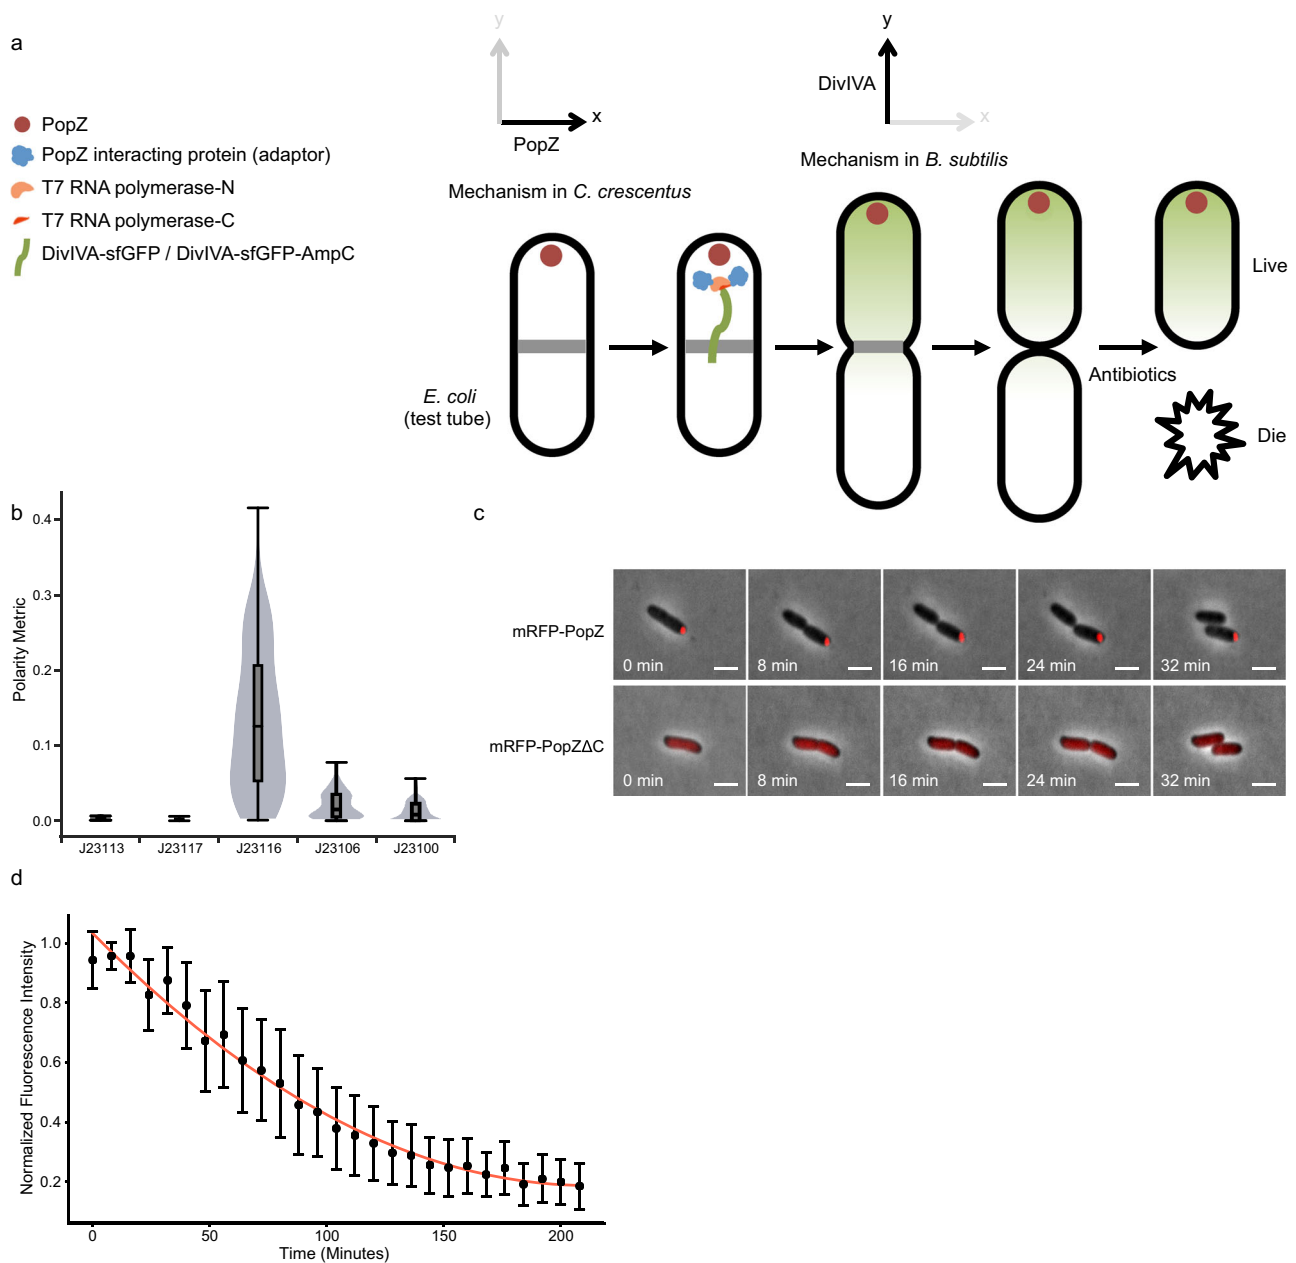 a
y
x
PopZ
y
DivIVA
x
PopZ
PopZ interacting protein (adaptor)
T7 RNA polymerase-N
T7 RNA polymerase-C
DivIVA-sfGFP / DivIVA-sfGFP-AmpC
Mechanism in C. crescentus
Mechanism in B. subtilis
E. coli
(test tube)
Antibiotics
Live
Die
b
Polarity Metric
0.4
0.3
0.2
0.1
0.0
J23113
J23117
J23116
J23106
J23100
c
mRFP-PopZ
0 min
8 min
16 min
24 min
32 min
mRFP-PopZΔC
0 min
8 min
16 min
24 min
32 min
d
Normalized Fluorescence Intensity
1.0
0.8
0.6
0.4
0.2
0
50
100
150
200
Time (Minutes)